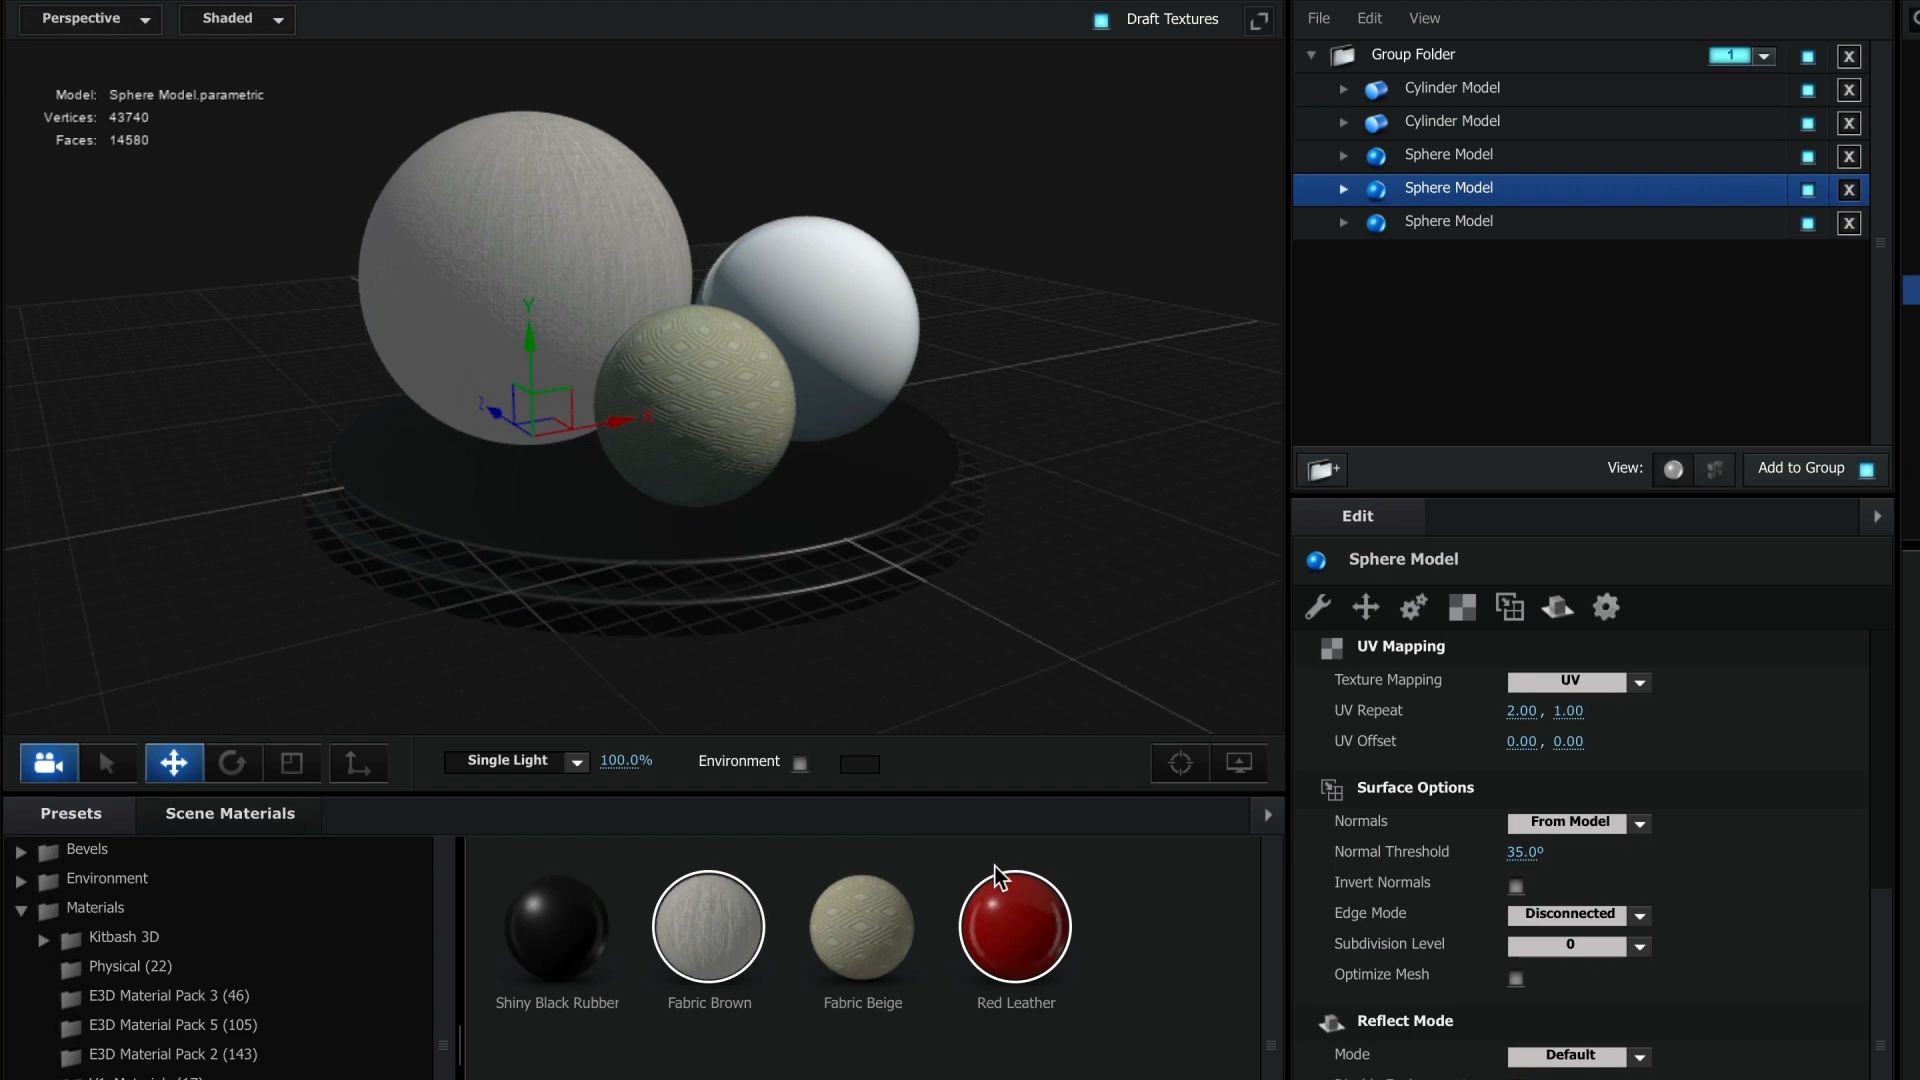 Perspective
Shaded
Draft Textures
Model: Sphere Model.parametric
Vertices: 43740
Faces: 14580
Y
Z
X
File Edit View
Group Folder 1 X
Cylinder Model X
Cylinder Model X
Sphere Model X
Sphere Model X
Sphere Model X
View: Add to Group
Edit
Sphere Model
UV Mapping
Texture Mapping UV
UV Repeat 2.00, 1.00
UV Offset 0.00, 0.00
Surface Options
Normals From Model
Normal Threshold 35.0º
Invert Normals
Edge Mode Disconnected
Subdivision Level 0
Optimize Mesh
Reflect Mode
Mode Default
Single Light 100.0% Environment
Presets Scene Materials
Bevels
Environment
Materials
Kitbash 3D
Physical (22)
E3D Material Pack 3 (46)
E3D Material Pack 5 (105)
E3D Material Pack 2 (143)
Shiny Black Rubber
Fabric Brown
Fabric Beige
Red Leather